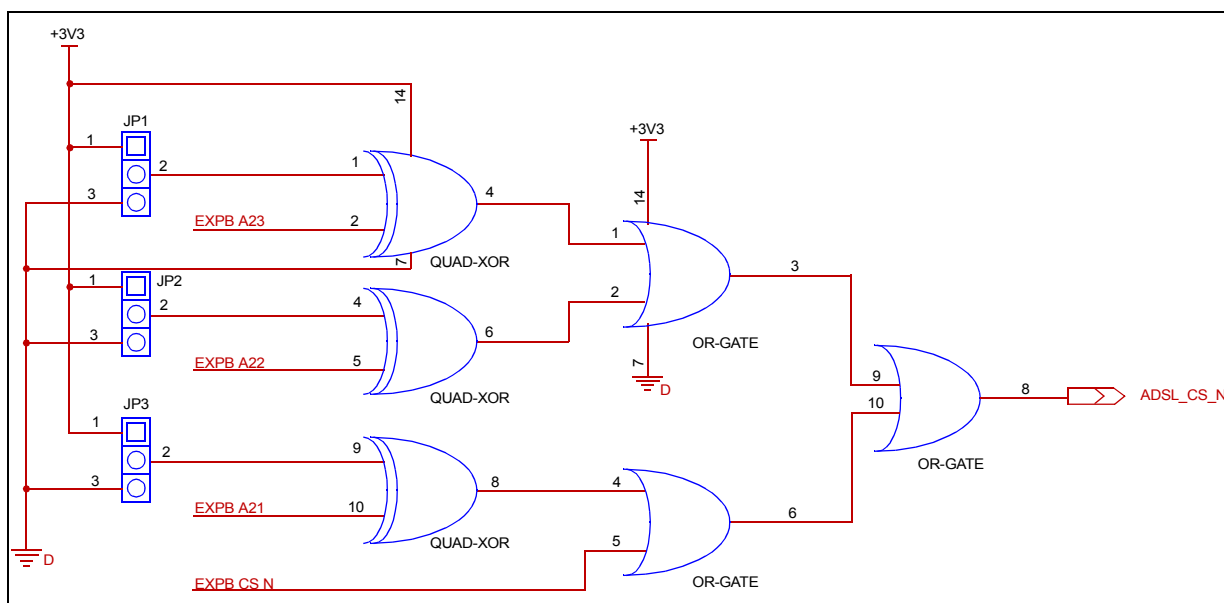 +3V3
14
JP1
1
2
3
1
2
4
EXPB A23
7
QUAD-XOR
+3V3
14
1
2
3
7
D
OR-GATE
JP2
1
2
3
4
5
6
EXPB A22
QUAD-XOR
JP3
1
2
3
9
10
8
EXPB A21
QUAD-XOR
D
EXPB CS N
4
5
6
OR-GATE
9
10
8
OR-GATE
ADSL_CS_N